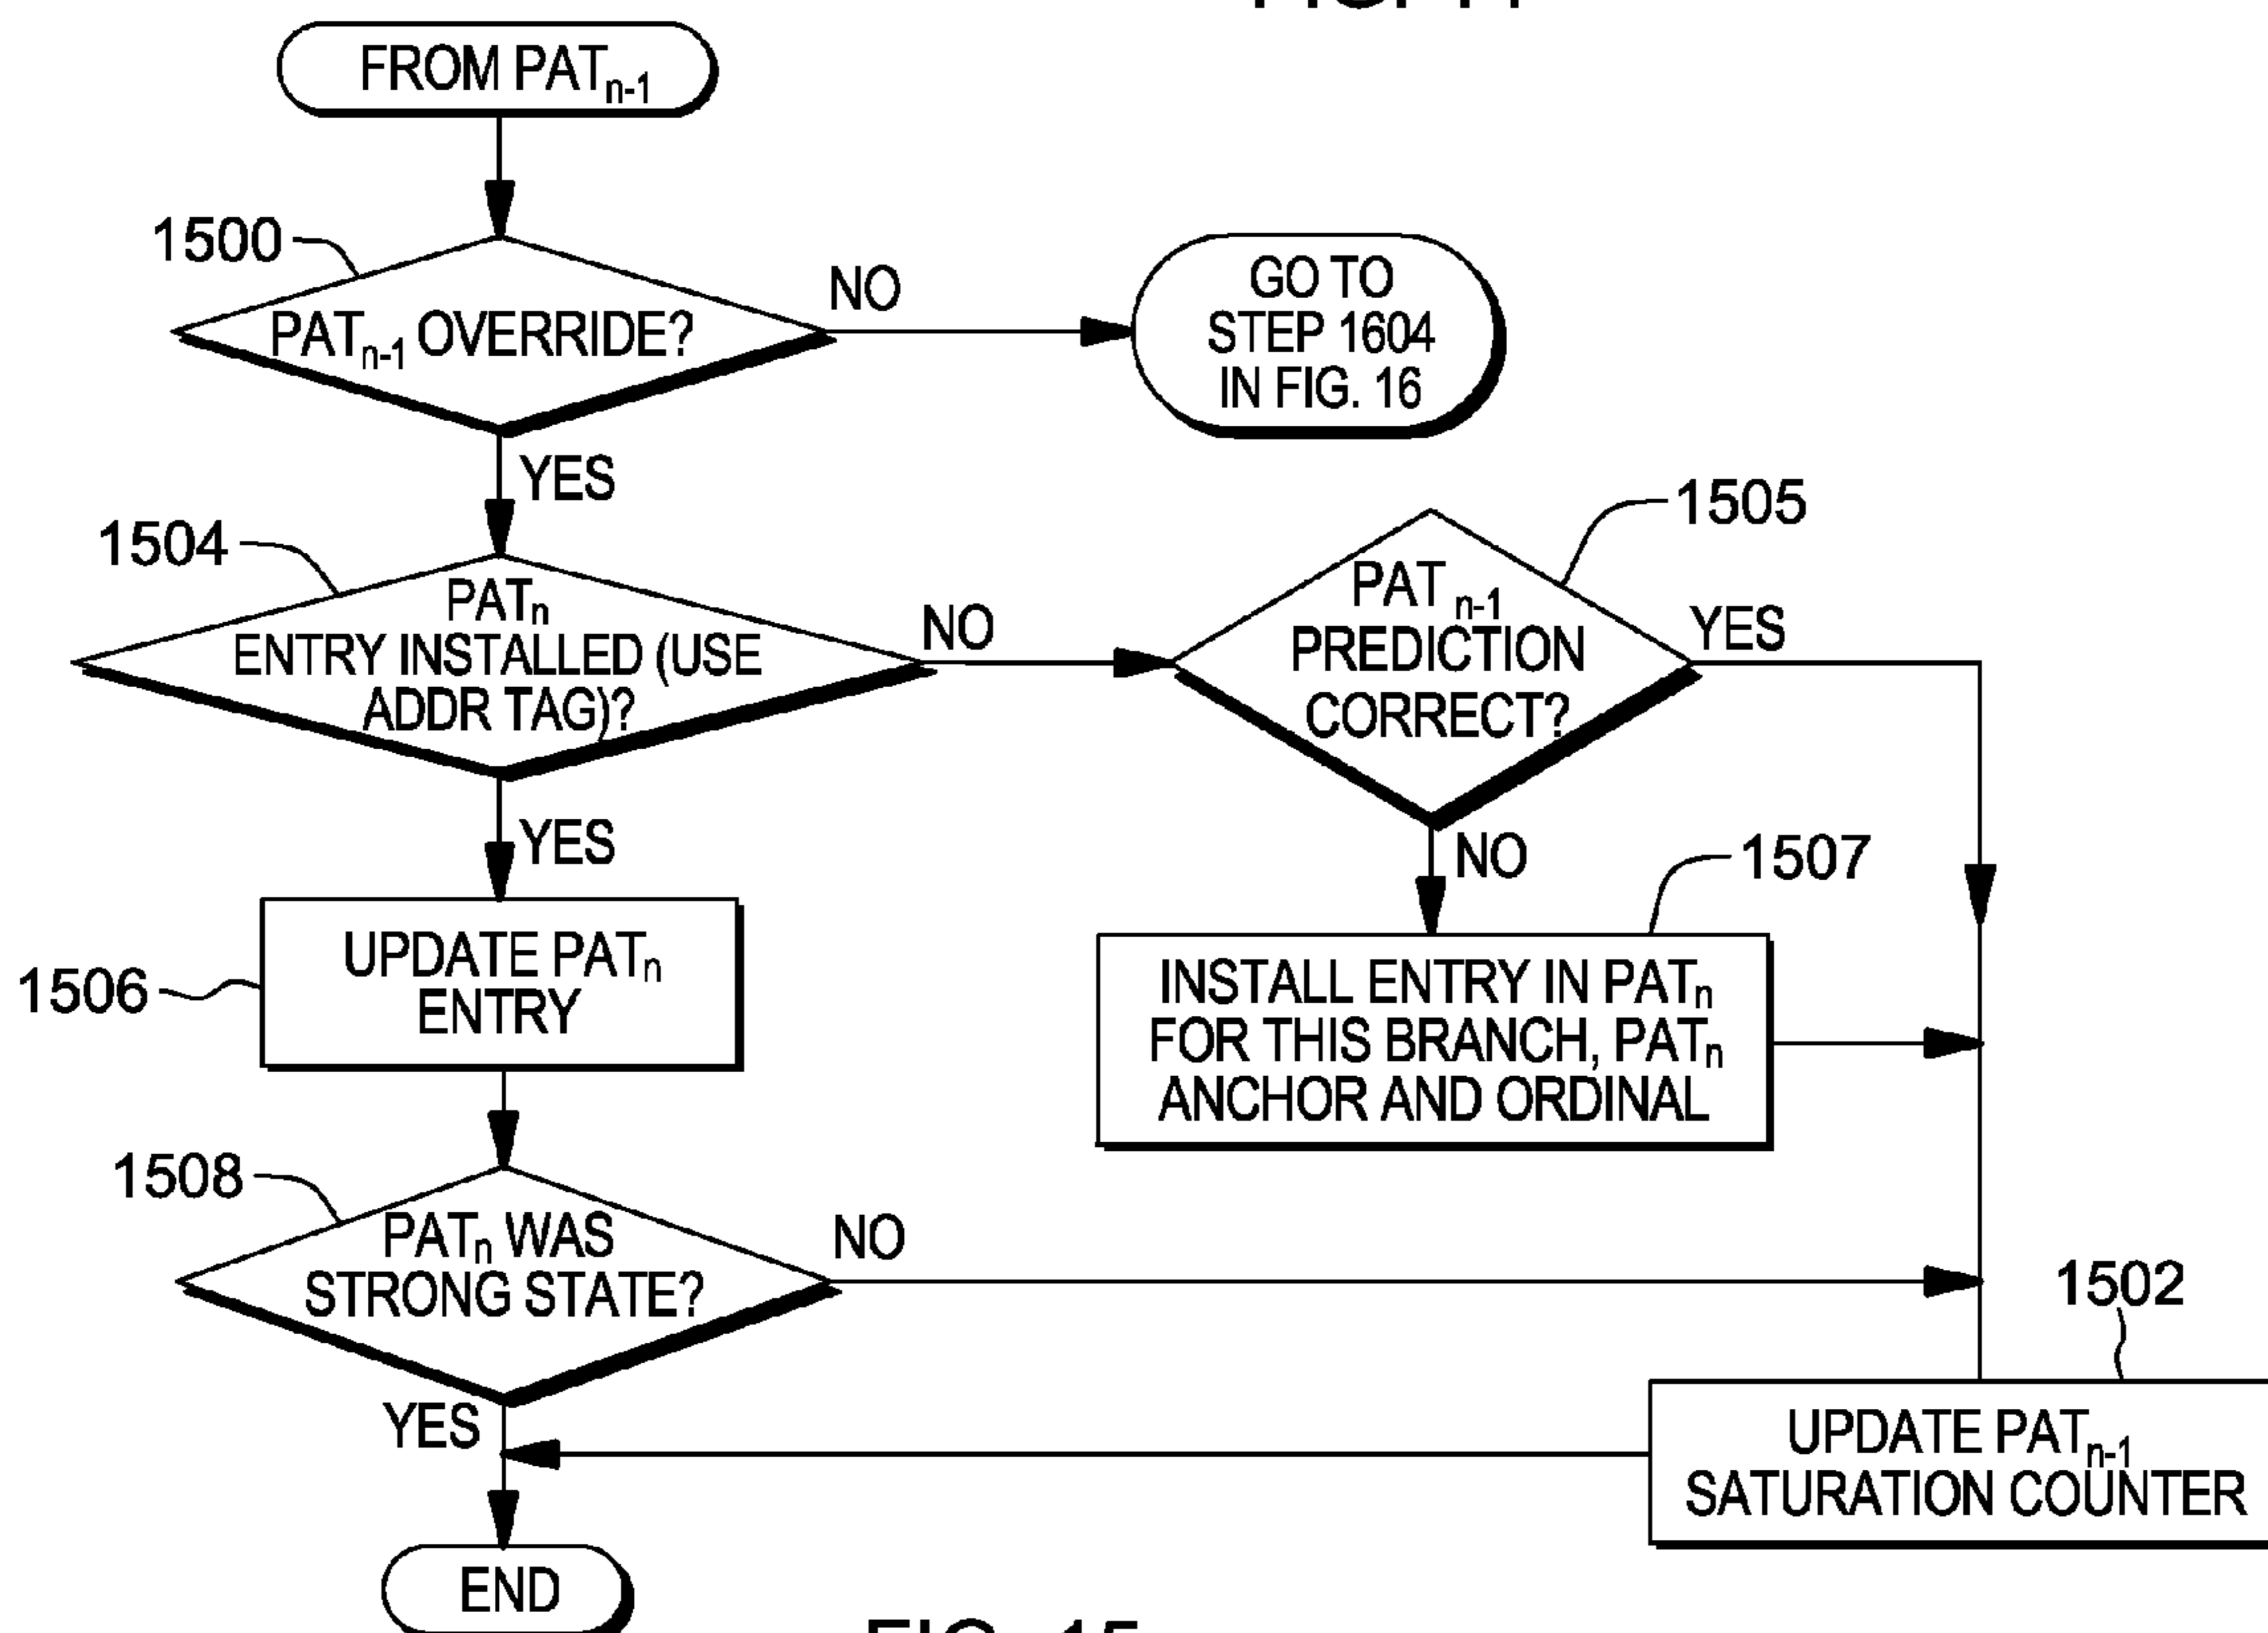 FROM PATn-1
1500
PATn-1 OVERRIDE?
NO
GO TO
STEP 1604
IN FIG. 16
YES
1504
PATn
ENTRY INSTALLED (USE
ADDR TAG)?
NO
1505
PAT n-1
PREDICTION
CORRECT?
YES
YES
NO
1507
1506
UPDATE PATn
ENTRY
INSTALL ENTRY IN PATn
FOR THIS BRANCH, PATn
ANCHOR AND ORDINAL
1508
PATn WAS
STRONG STATE?
NO
1502
YES
UPDATE PATn-1
SATURATION COUNTER
END
FIG. 15